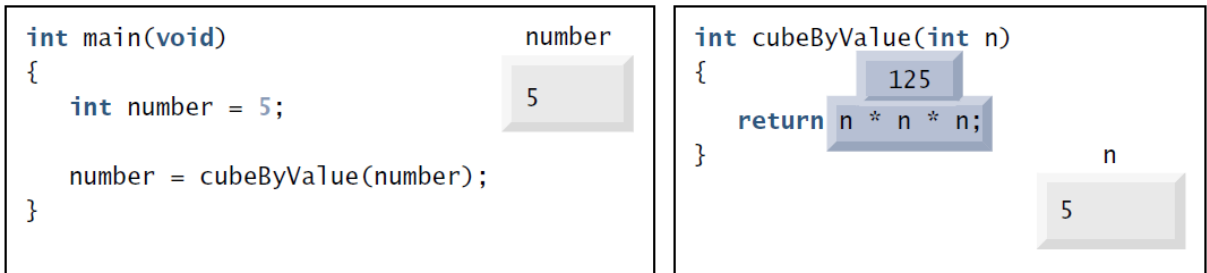 int main(void)
{
int number = 5;
number = cubeByValue(number);
}
number
5
int cubeByValue(int n)
{
125
return n * n * n;
}
n
5